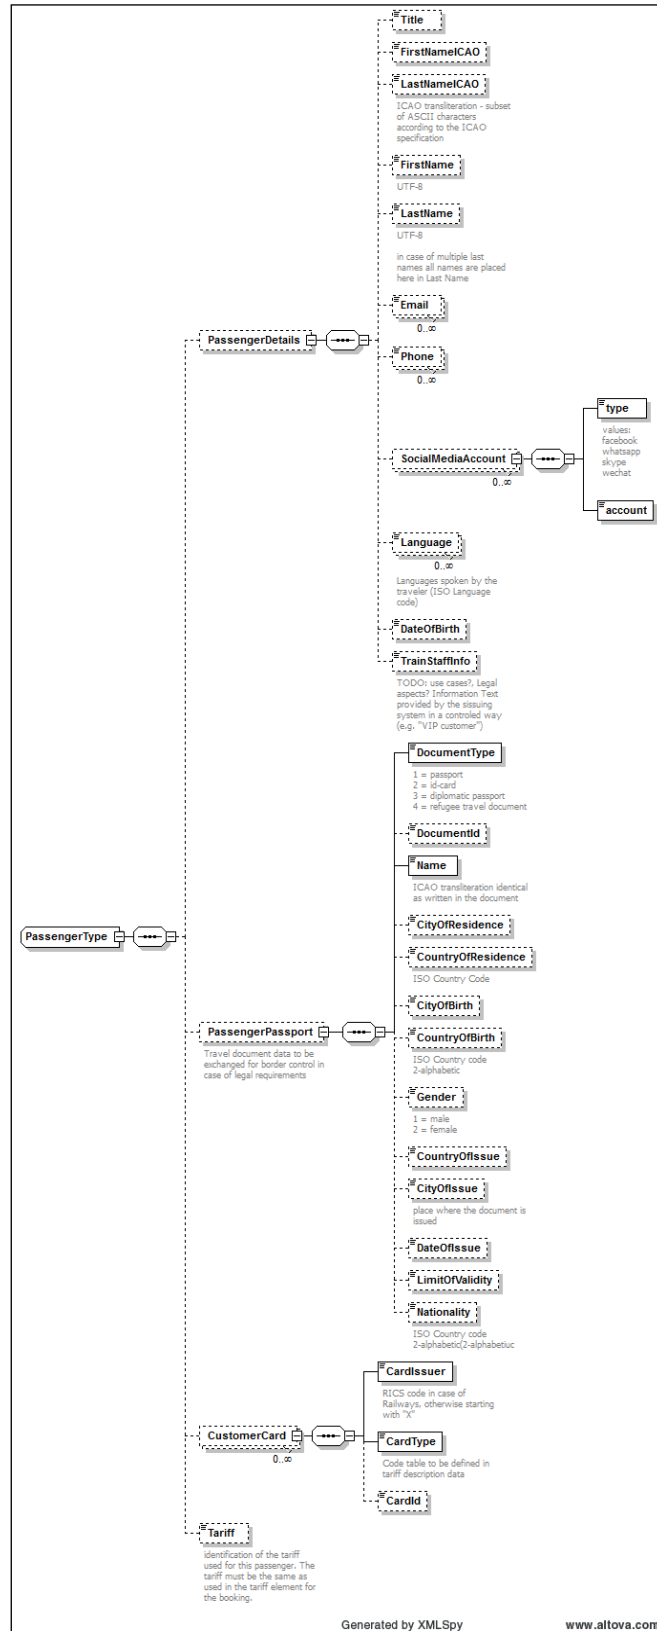 Title
FirstNameICAO
LastNameICAO
ICAO transliteration - subset
of ASCII characters
according to the ICAO
specification
FirstName
UTF-8
LastName
UTF-8
in case of multiple last
names all names are placed
here in Last Name
Email
0..∞
PassengerDetails
Phone
0..∞
type
values:
facebook
whatsapp
skype
wechat
SocialMediaAccount
0..∞
account
Language
0..∞
Languages spoken by the
traveler (ISO Language
code)
DateOfBirth
TrainStaffInfo
TODO: use cases?, Legal
aspects? Information Text
provided by the sissuing
system in a controled way
(e.g. "VIP customer")
DocumentType
1 = passport
2 = id-card
3 = diplomatic passport
4 = refugee travel document
DocumentId
Name
ICAO transliteration identical
as written in the document
CityOfResidence
PassengerType
CountryOfResidence
ISO Country Code
CityOfBirth
PassengerPassport
Travel document data to be
exchanged for border control in
case of legal requirements
CountryOfBirth
ISO Country code
2-alphabetic
Gender
1 = male
2 = female
CountryOfIssue
CityOfIssue
place where the document is
issued
DateOfIssue
LimitOfValidity
Nationality
ISO Country code
2-alphabetic(2-alphabetiuc
CardIssuer
RICS code in case of
Railways, otherwise starting
with "X"
CustomerCard
0..∞
CardType
Code table to be defined in
tariff description data
CardId
Tariff
identification of the tariff
used for this passenger. The
tariff must be the same as
used in the tariff element for
the booking.
Generated by XMLSpy
www.altova.com